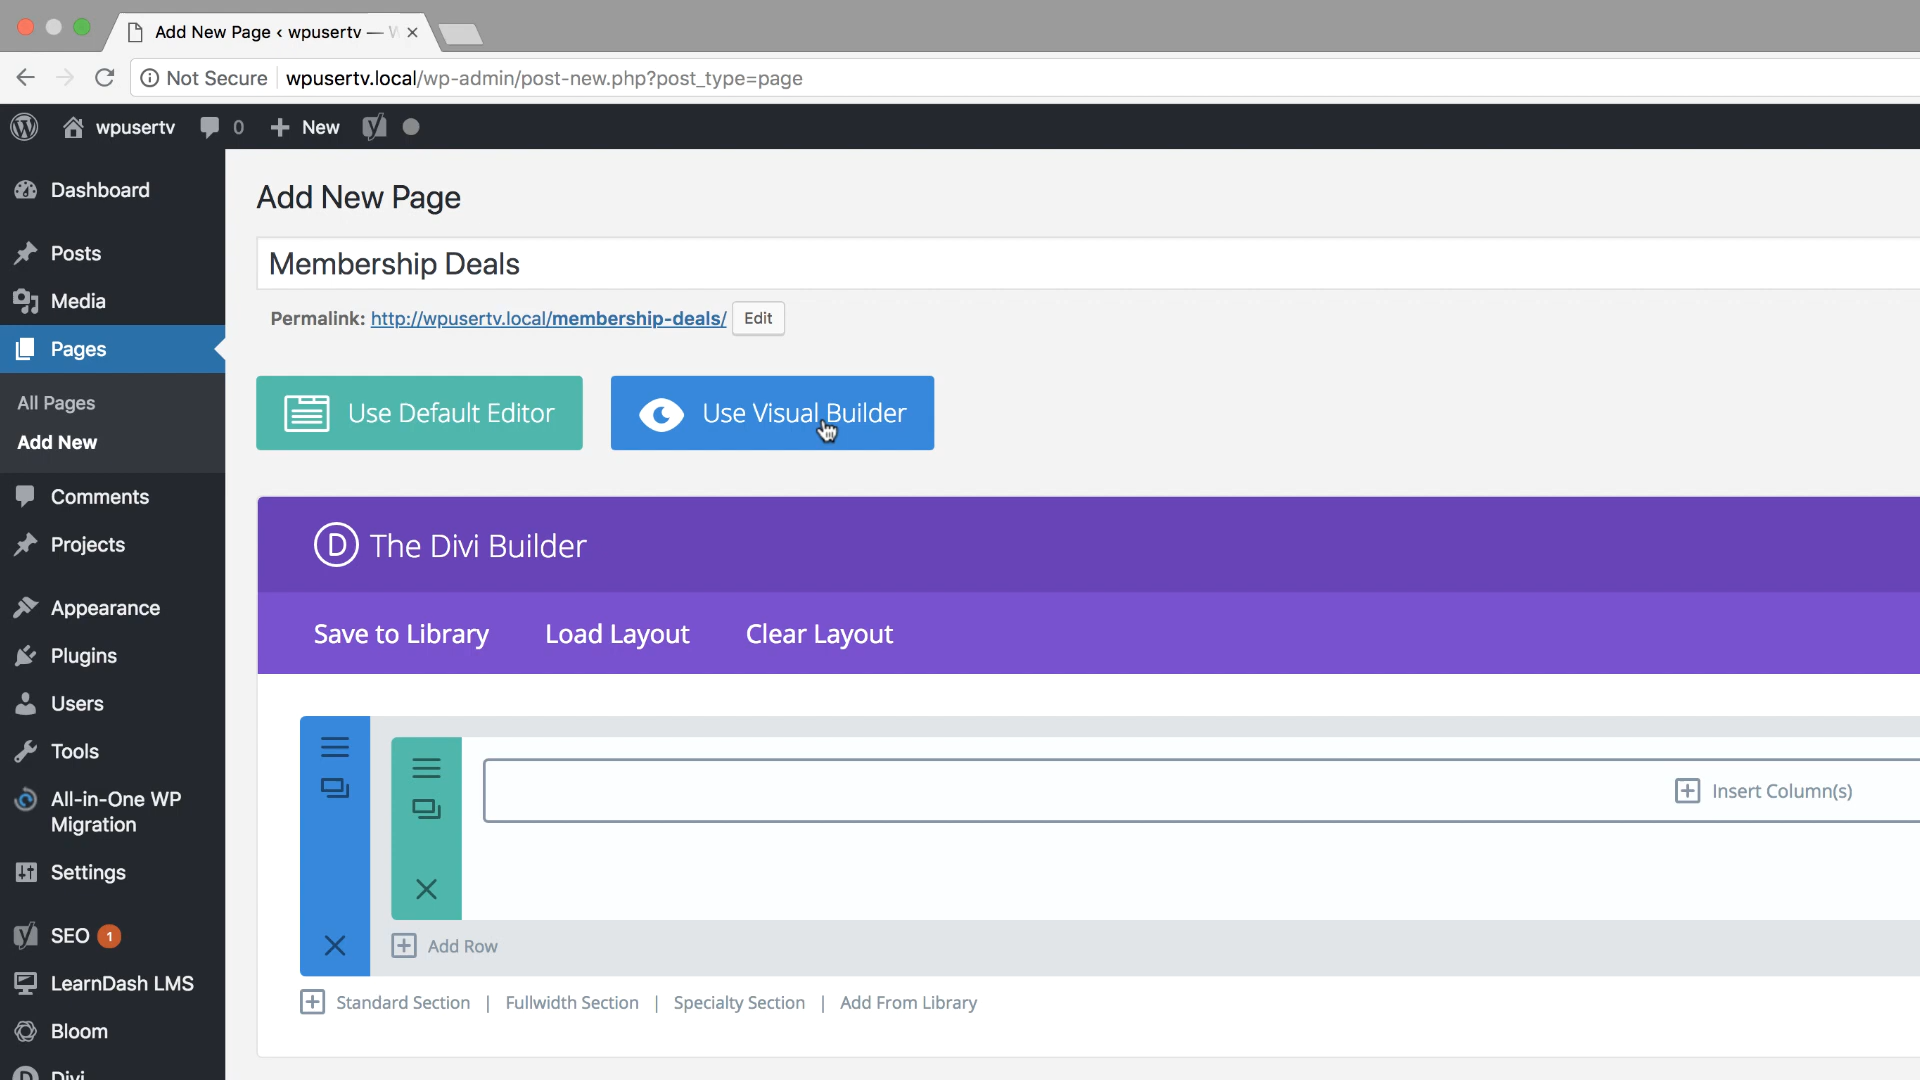 Add New Page ‹ wpusertv —
Not Secure
wpusertv.local/wp-admin/post-new.php?post_type=page
wpusertv
0
New
Dashboard
Posts
Media
Pages
All Pages
Add New
Comments
Projects
Appearance
Plugins
Users
Tools
All-in-One WP
Migration
Settings
SEO 1
LearnDash LMS
Bloom
Divi
Add New Page
Membership Deals
Permalink: http://wpusertv.local/membership-deals/ Edit
Use Default Editor
Use Visual Builder
D The Divi Builder
Save to Library
Load Layout
Clear Layout
Insert Column(s)
Add Row
Standard Section | Fullwidth Section | Specialty Section | Add From Library